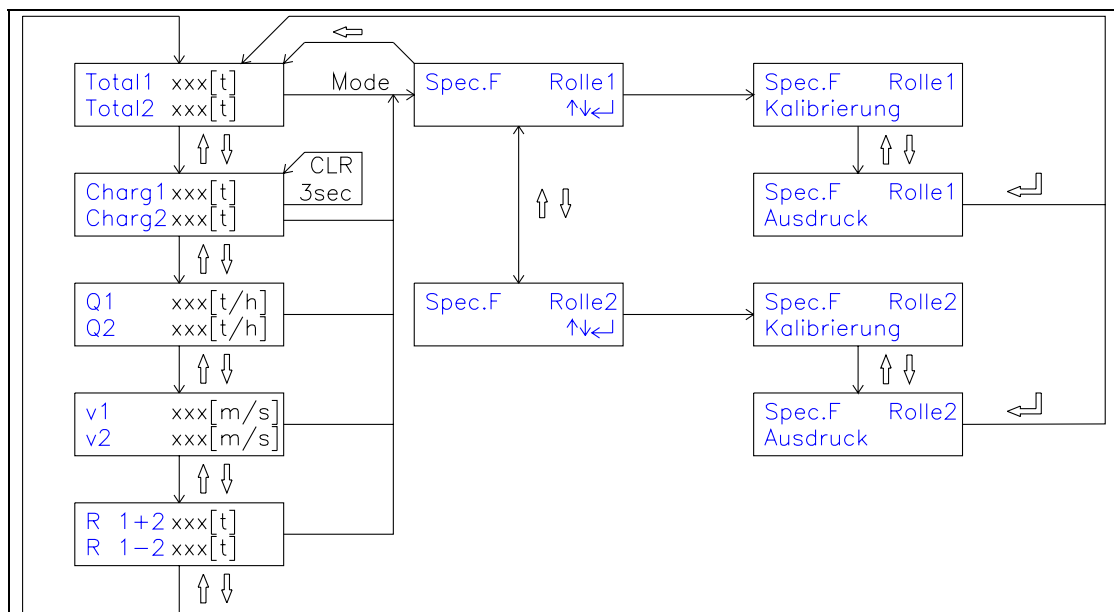 Total1 xxx[t]
Total2 xxx[t]
Mode
Spec.F Rolle1
↑↓↵
Spec.F Rolle1
Kalibrierung
Charg1 xxx[t]
Charg2 xxx[t]
CLR
3sec
Spec.F Rolle1
Ausdruck
Q1 xxx[t/h]
Q2 xxx[t/h]
Spec.F Rolle2
↑↓↵
Spec.F Rolle2
Kalibrierung
v1 xxx[m/s]
v2 xxx[m/s]
Spec.F Rolle2
Ausdruck
R 1+2 xxx[t]
R 1-2 xxx[t]